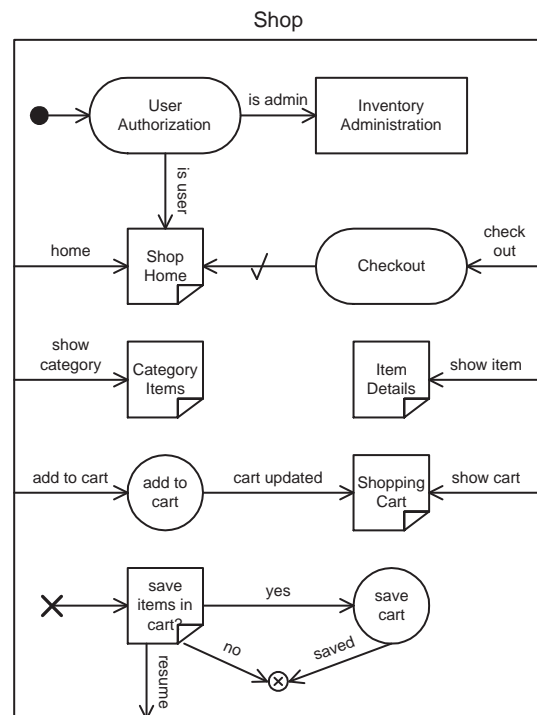 Shop
User
Authorization
is admin
Inventory
Administration
is user
home
Shop
Home
Checkout
check
out
show
category
Category
Items
Item
Details
show item
add to cart
add to
cart
cart updated
Shopping
Cart
show cart
save
items in
cart?
yes
save
cart
no
saved
resume